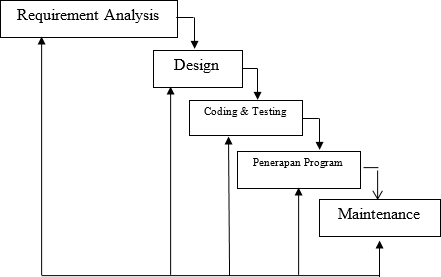 Requirement Analysis
Design
Coding & Testing
Penerapan Program
Maintenance